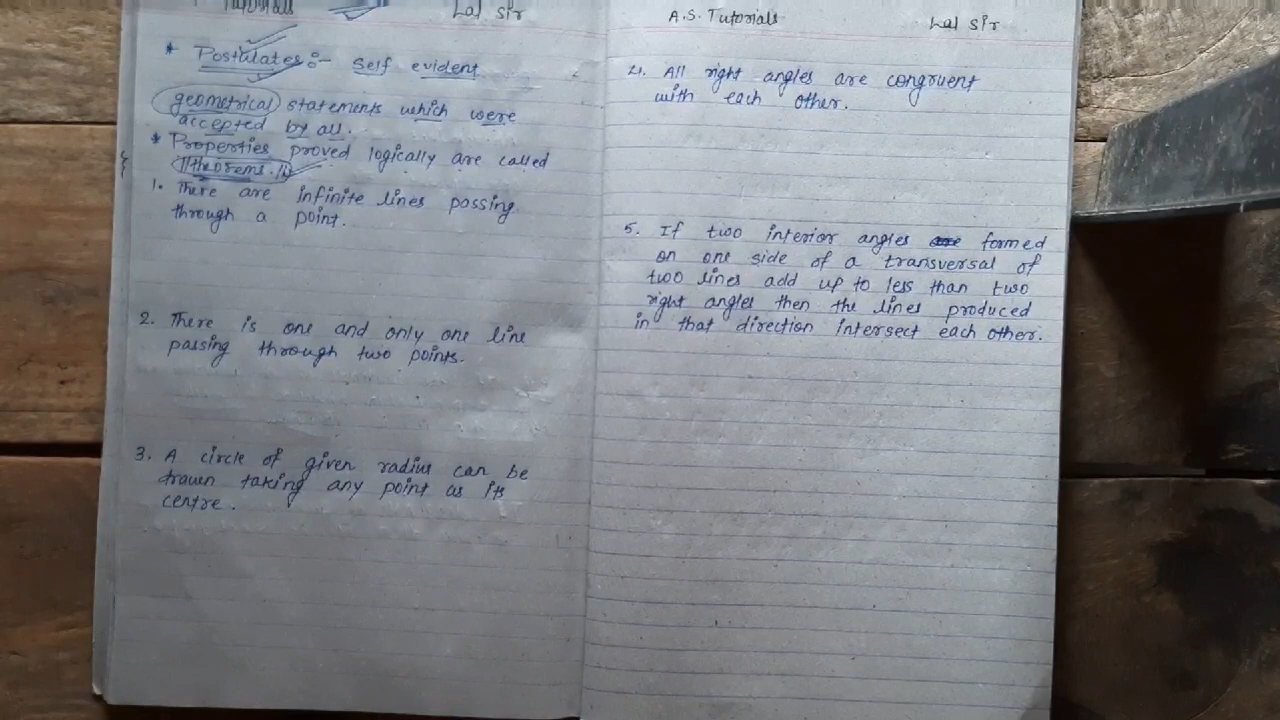 Tutorials Lal Sir
* Postulates :- Self evident
geometrical statements which were
accepted by all.
* Properties proved logically are called
theorems.
1. There are infinite lines passing
through a point.
2. There is one and only one line
passing through two points.
3. A circle of given radius can be
drawn taking any point as its
centre.
A.S. Tutorials Lal Sir
4. All right angles are congruent
with each other.
5. If two interior angles formed
on one side of a transversal of
two lines add up to less than two
right angles then the lines produced
in that direction intersect each other.